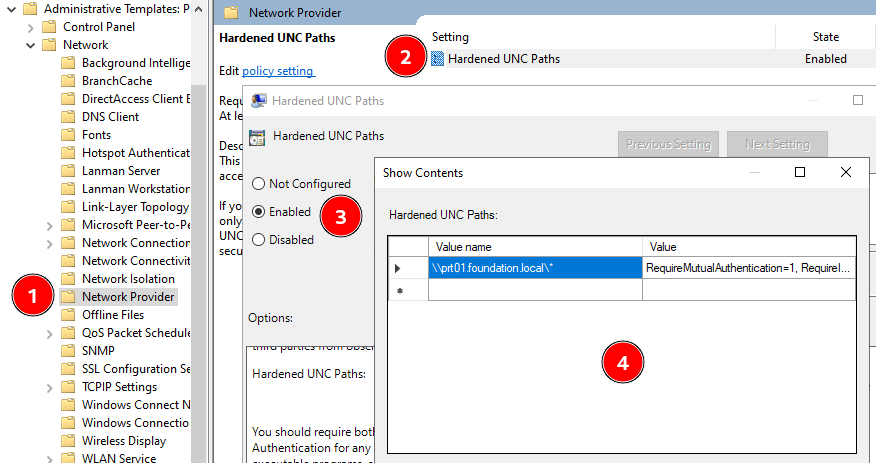 Administrative Templates: P
Control Panel
Network
Background Intellige
BranchCache
DirectAccess Client E
DNS Client
Fonts
Hotspot Authenticat
Lanman Server
Lanman Workstation
Link-Layer Topology
Microsoft Peer-to-Pe
Network Connection
Network Connectivit
Network Isolation
1
Network Provider
Offline Files
QoS Packet Schedule
SNMP
SSL Configuration Se
TCPIP Settings
Windows Connect N
Windows Connectio
Wireless Display
WLAN Service
Network Provider
Hardened UNC Paths
Edit policy setting
Requ
At le
Desc
This
acce
If yo
only
UNC
secu
Setting State
2
Hardened UNC Paths Enabled
Hardened UNC Paths
Hardened UNC Paths
Previous Setting Next Setting
Not Configured
Enabled
3
Disabled
Options:
third parties from obser
Hardened UNC Paths:
You should require both
Authentication for any
Show Contents
Hardened UNC Paths:
Value name Value
\\prt01.foundation.local\* RequireMutualAuthentication=1, RequireI...
*
4